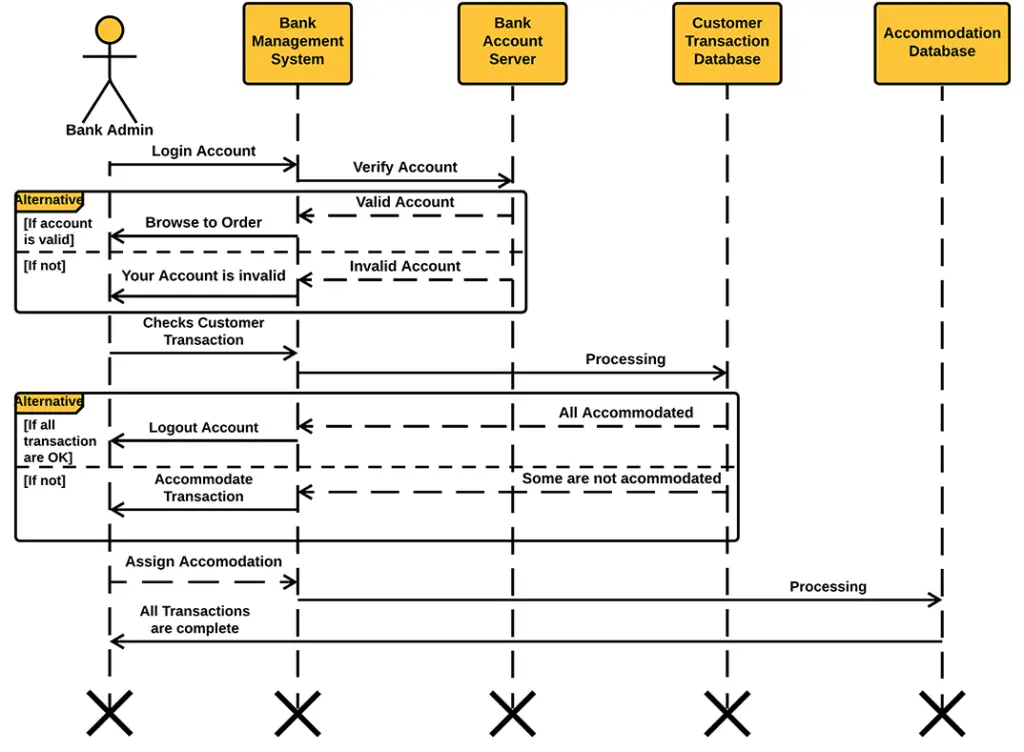 Bank
Management
System
Bank
Account
Server
Customer
Transaction
Database
Accommodation
Database
Bank Admin
Login Account
Verify Account
Alternative
[If account
is valid]
Valid Account
Browse to Order
[If not]
Invalid Account
Your Account is invalid
Checks Customer
Transaction
Processing
Alternative
[If all
transaction
are OK]
All Accommodated
Logout Account
[If not]
Some are not acommodated
Accommodate
Transaction
Assign Accomodation
Processing
All Transactions
are complete